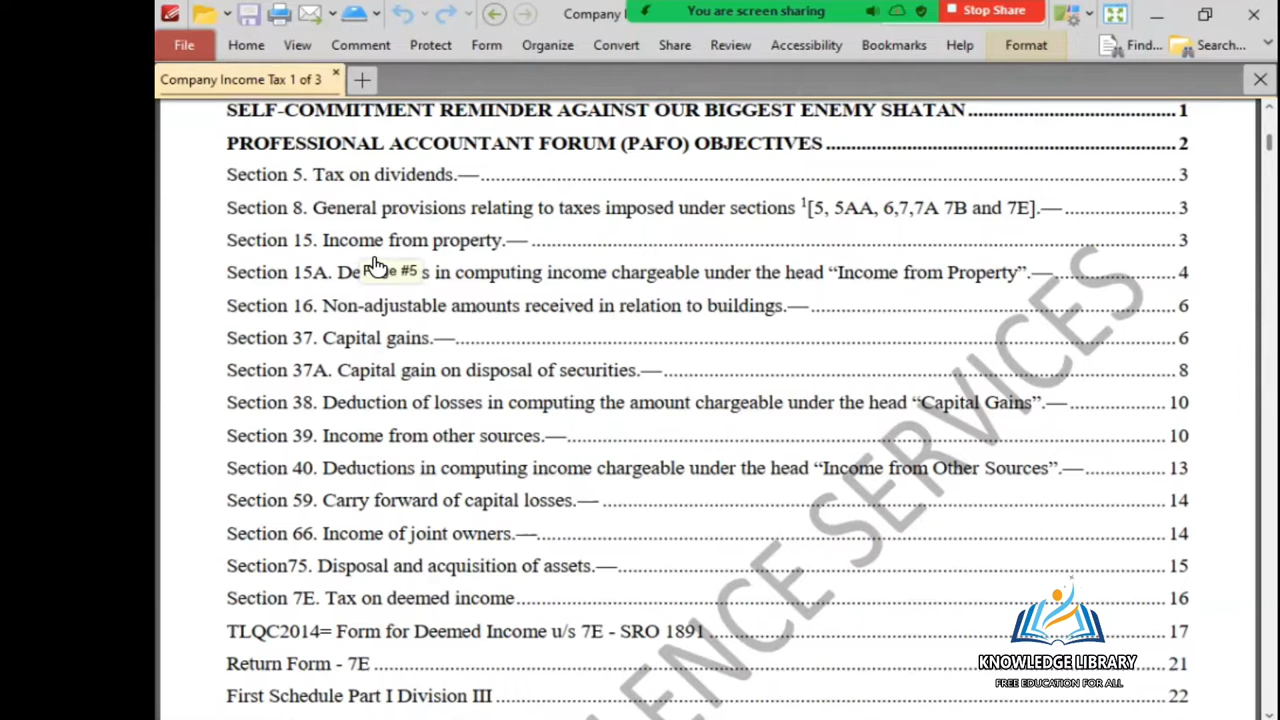 Company I
You are screen sharing
Stop Share
File Home View Comment Protect Form Organize Convert Share Review Accessibility Bookmarks Help Format Find... Search...
Company Income Tax 1 of 3
SELF-COMMITMENT REMINDER AGAINST OUR BIGGEST ENEMY SHATAN 1
PROFESSIONAL ACCOUNTANT FORUM (PAFO) OBJECTIVES 2
Section 5. Tax on dividends.— 3
Section 8. General provisions relating to taxes imposed under sections 1[5, 5AA, 6,7,7A 7B and 7E].— 3
Section 15. Income from property.— 3
Section 15A. De s in computing income chargeable under the head “Income from Property”.— 4
#5
Section 16. Non-adjustable amounts received in relation to buildings.— 6
Section 37. Capital gains.— 6
Section 37A. Capital gain on disposal of securities.— 8
Section 38. Deduction of losses in computing the amount chargeable under the head “Capital Gains”.— 10
Section 39. Income from other sources.— 10
Section 40. Deductions in computing income chargeable under the head “Income from Other Sources”.— 13
Section 59. Carry forward of capital losses.— 14
Section 66. Income of joint owners.— 14
Section75. Disposal and acquisition of assets.— 15
Section 7E. Tax on deemed income 16
TLQC2014= Form for Deemed Income u/s 7E - SRO 1891 17
Return Form - 7E 21
First Schedule Part I Division III 22
ENCE SERVICES
KNOWLEDGE LIBRARY
FREE EDUCATION FOR ALL